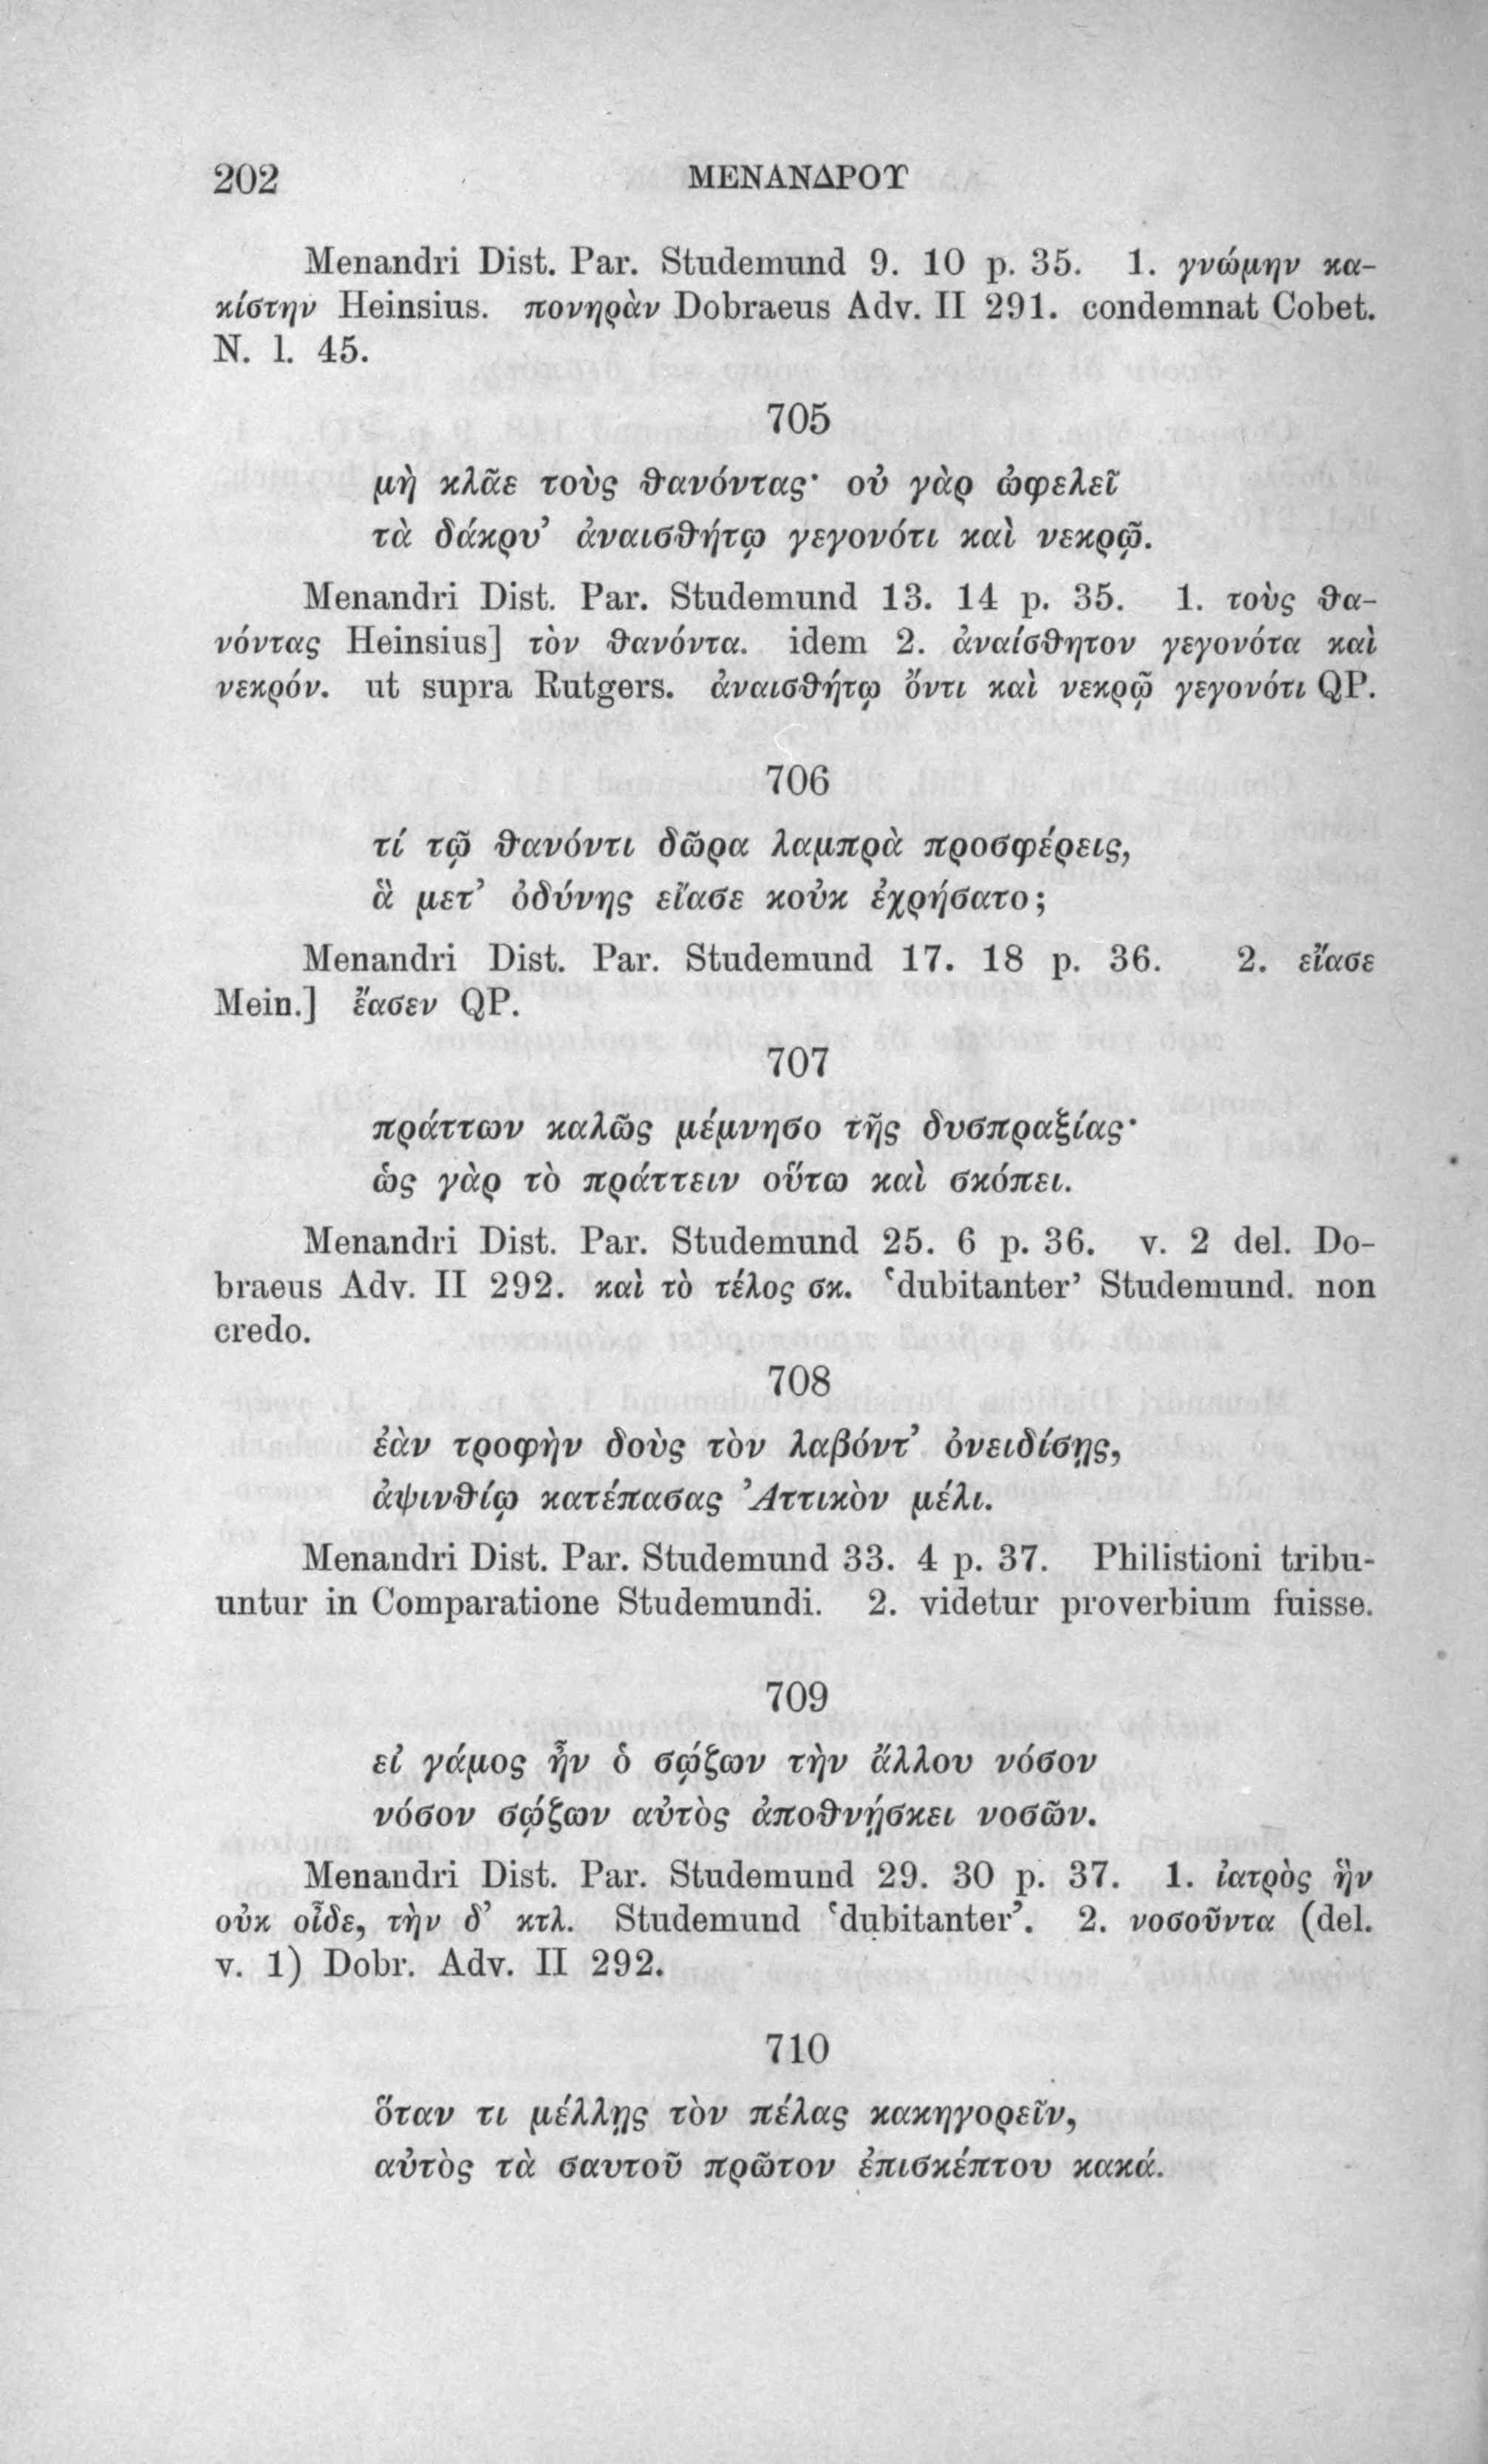 202 ΜΕΝΑΝΔΡΟΥ
Menandri Dist. Par. Studemund 9. 10 p. 35. 1. γνώμην κα-
κίστην Heinsius. πονηρὰν Dobraeus Adv. II 291. condemnat Cobet.
N. l. 45.
705
μὴ κλᾶε τοὺς θανόντας· οὐ γὰρ ὠφελεῖ
τὰ δάκρυ’ ἀναισθήτῳ γεγονότι καὶ νεκρῷ.
Menandri Dist. Par. Studemund 13. 14 p. 35. 1. τοὺς θα-
νόντας Heinsius] τὸν θανόντα. idem 2. ἀναίσθητον γεγονότα καὶ
νεκρόν. ut supra Rutgers. ἀναισθήτῳ ὄντι καὶ νεκρῷ γεγονότι QP.
706
τί τῷ θανόντι δῶρα λαμπρὰ προσφέρεις,
ἃ μετ’ ὀδύνης εἴασε κοὐκ ἐχρήσατο;
Menandri Dist. Par. Studemund 17. 18 p. 36. 2. εἴασε
Mein.] ἔασεν QP.
707
πράττων καλῶς μέμνησο τῆς δυσπραξίας·
ὡς γὰρ τὸ πράττειν οὕτω καὶ σκόπει.
Menandri Dist. Par. Studemund 25. 6 p. 36. v. 2 del. Do-
braeus Adv. II 292. καὶ τὸ τέλος σκ. ‘dubitanter’ Studemund. non
credo.
708
ἐὰν τροφὴν δοὺς τὸν λαβόντ’ ὀνειδίσῃς,
ἀψινθίῳ κατέπασας Ἀττικὸν μέλι.
Menandri Dist. Par. Studemund 33. 4 p. 37. Philistioni tribu-
untur in Comparatione Studemundi. 2. videtur proverbium fuisse.
709
εἰ γάμος ἦν ὁ σῴζων τὴν ἄλλου νόσον
νόσον σῴζων αὐτὸς ἀποθνῄσκει νοσῶν.
Menandri Dist. Par. Studemund 29. 30 p. 37. 1. ἰατρὸς ἣν
οὐκ οἶδε, τὴν δ’ κτλ. Studemund ‘dubitanter’. 2. νοσοῦντα (del.
v. 1) Dobr. Adv. II 292.
710
ὅταν τι μέλλῃς τὸν πέλας κακηγορεῖν,
αὐτὸς τὰ σαυτοῦ πρῶτον ἐπισκέπτου κακά.